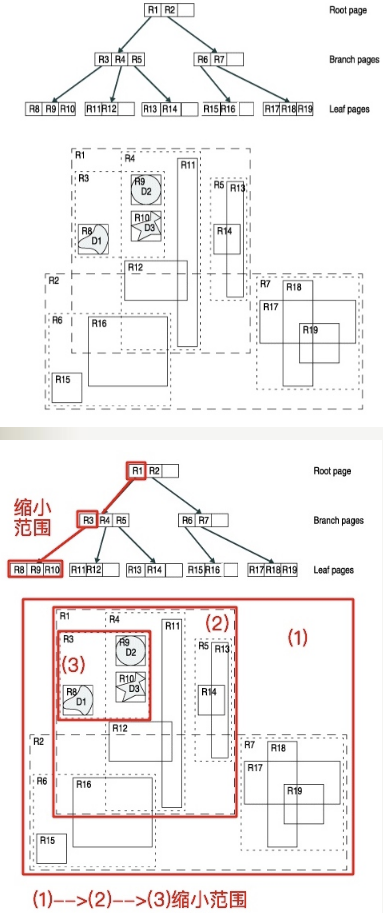 R1 R2 Root page
R3 R4 R5 R6 R7 Branch pages
R8 R9 R10 R11 R12 R13 R14 R15 R16 R17 R18 R19 Leaf pages
R1 R4
R11
R3 R9 R5 R13
D2
R10
R8 D3 R14
D1
R12
R2 R7 R18
R6 R16 R17
R19
R15
R1 R2 Root page
缩小
范围
R3 R4 R5 R6 R7 Branch pages
R8 R9 R10 R11 R12 R13 R14 R15 R16 R17 R18 R19 Leaf pages
R1 R4
R11 (2) (1)
R3 R9 R5 R13
(3) D2
R10
R8 D3 R14
D1
R12
R2 R7 R18
R17
R6 R16
R19
R15
(1)-->(2)-->(3)缩小范围